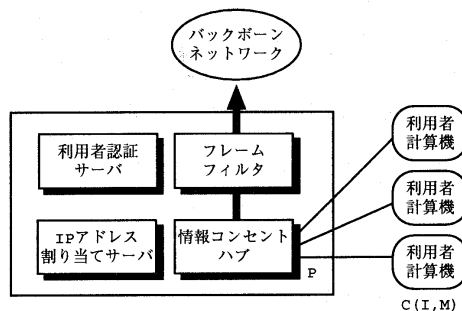 バックボーン
ネットワーク
利用者認証
サーバ
フレーム
フィルタ
IPアドレス
割り当てサーバ
情報コンセント
ハブ
P
利用者
計算機
利用者
計算機
利用者
計算機
C(I,M)